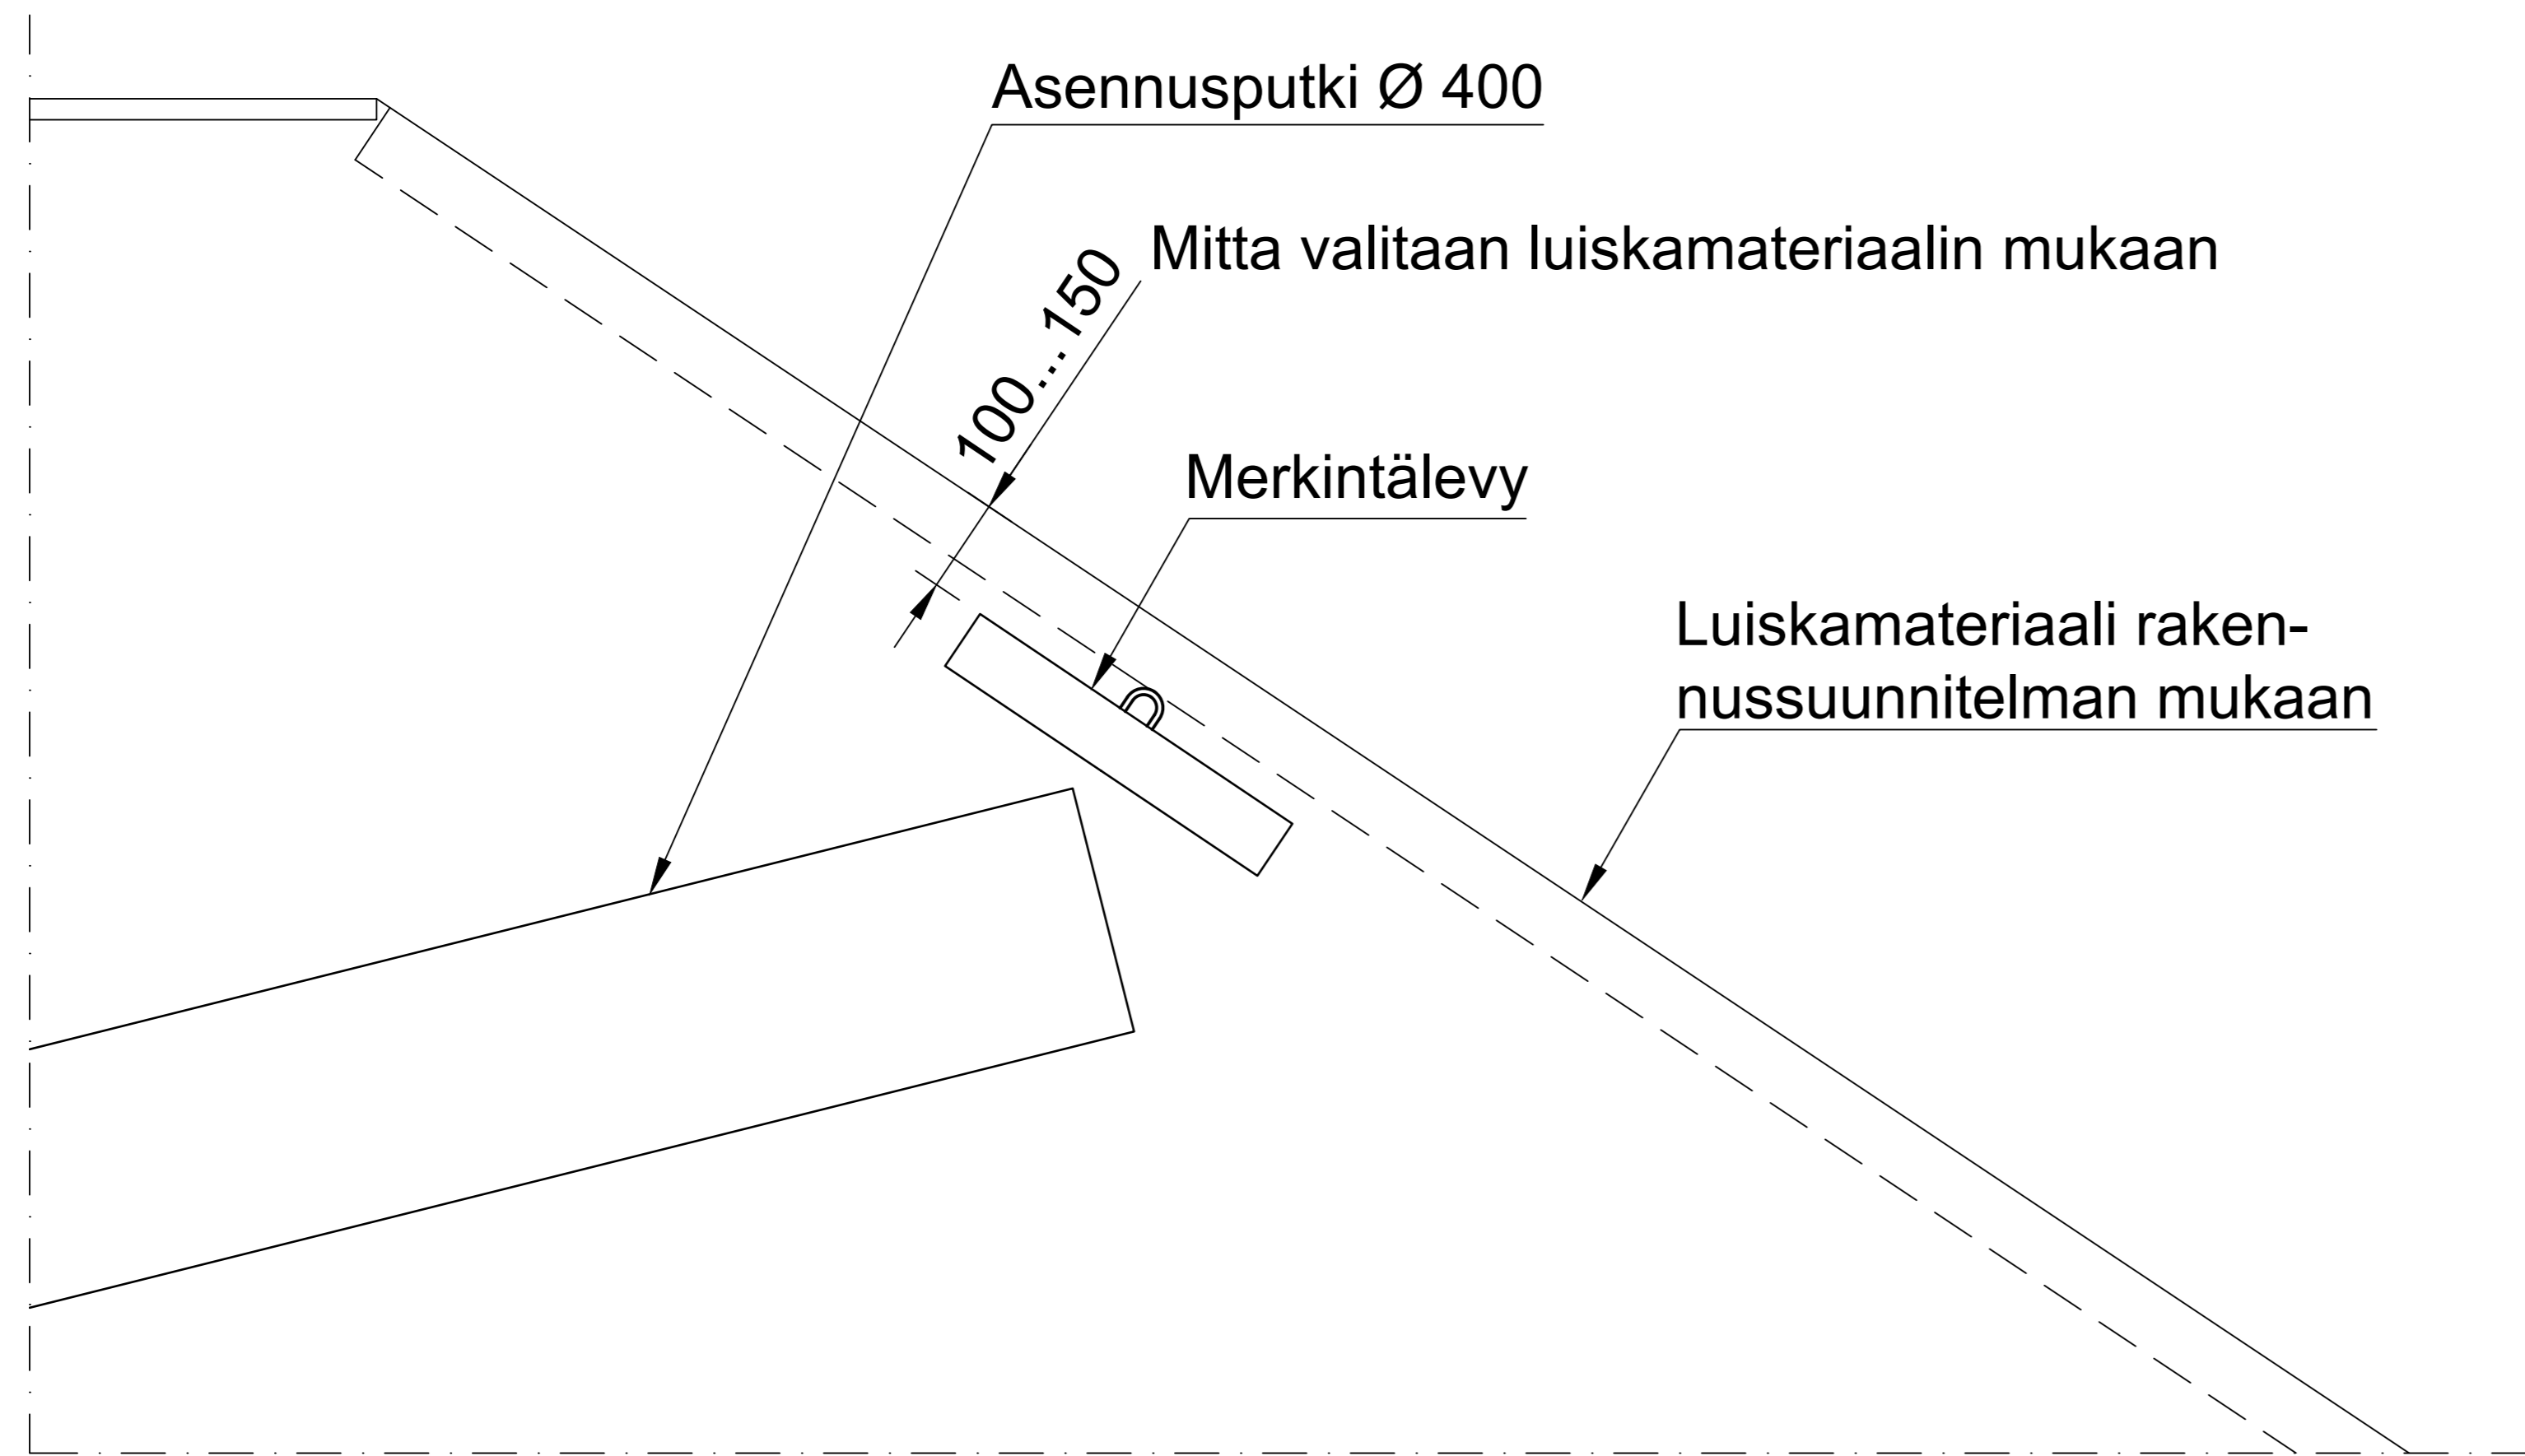 Asennusputki Ø 400
Mitta valitaan luiskamateriaalin mukaan
100...150
Merkintälevy
Luiskamateriaali raken-
nussuunnitelman mukaan